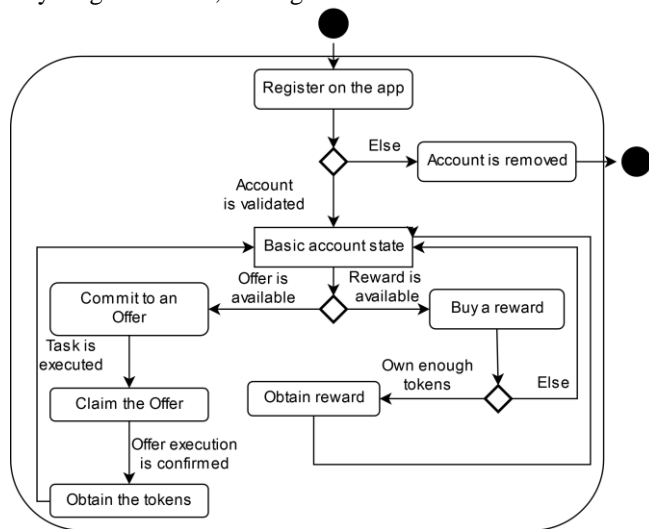 Register on the app
Else
Account is removed
Account
is validated
Basic account state
Offer is
available
Reward is
available
Commit to an
Offer
Buy a reward
Task is
executed
Own enough
tokens
Else
Claim the Offer
Obtain reward
Offer execution
is confirmed
Obtain the tokens